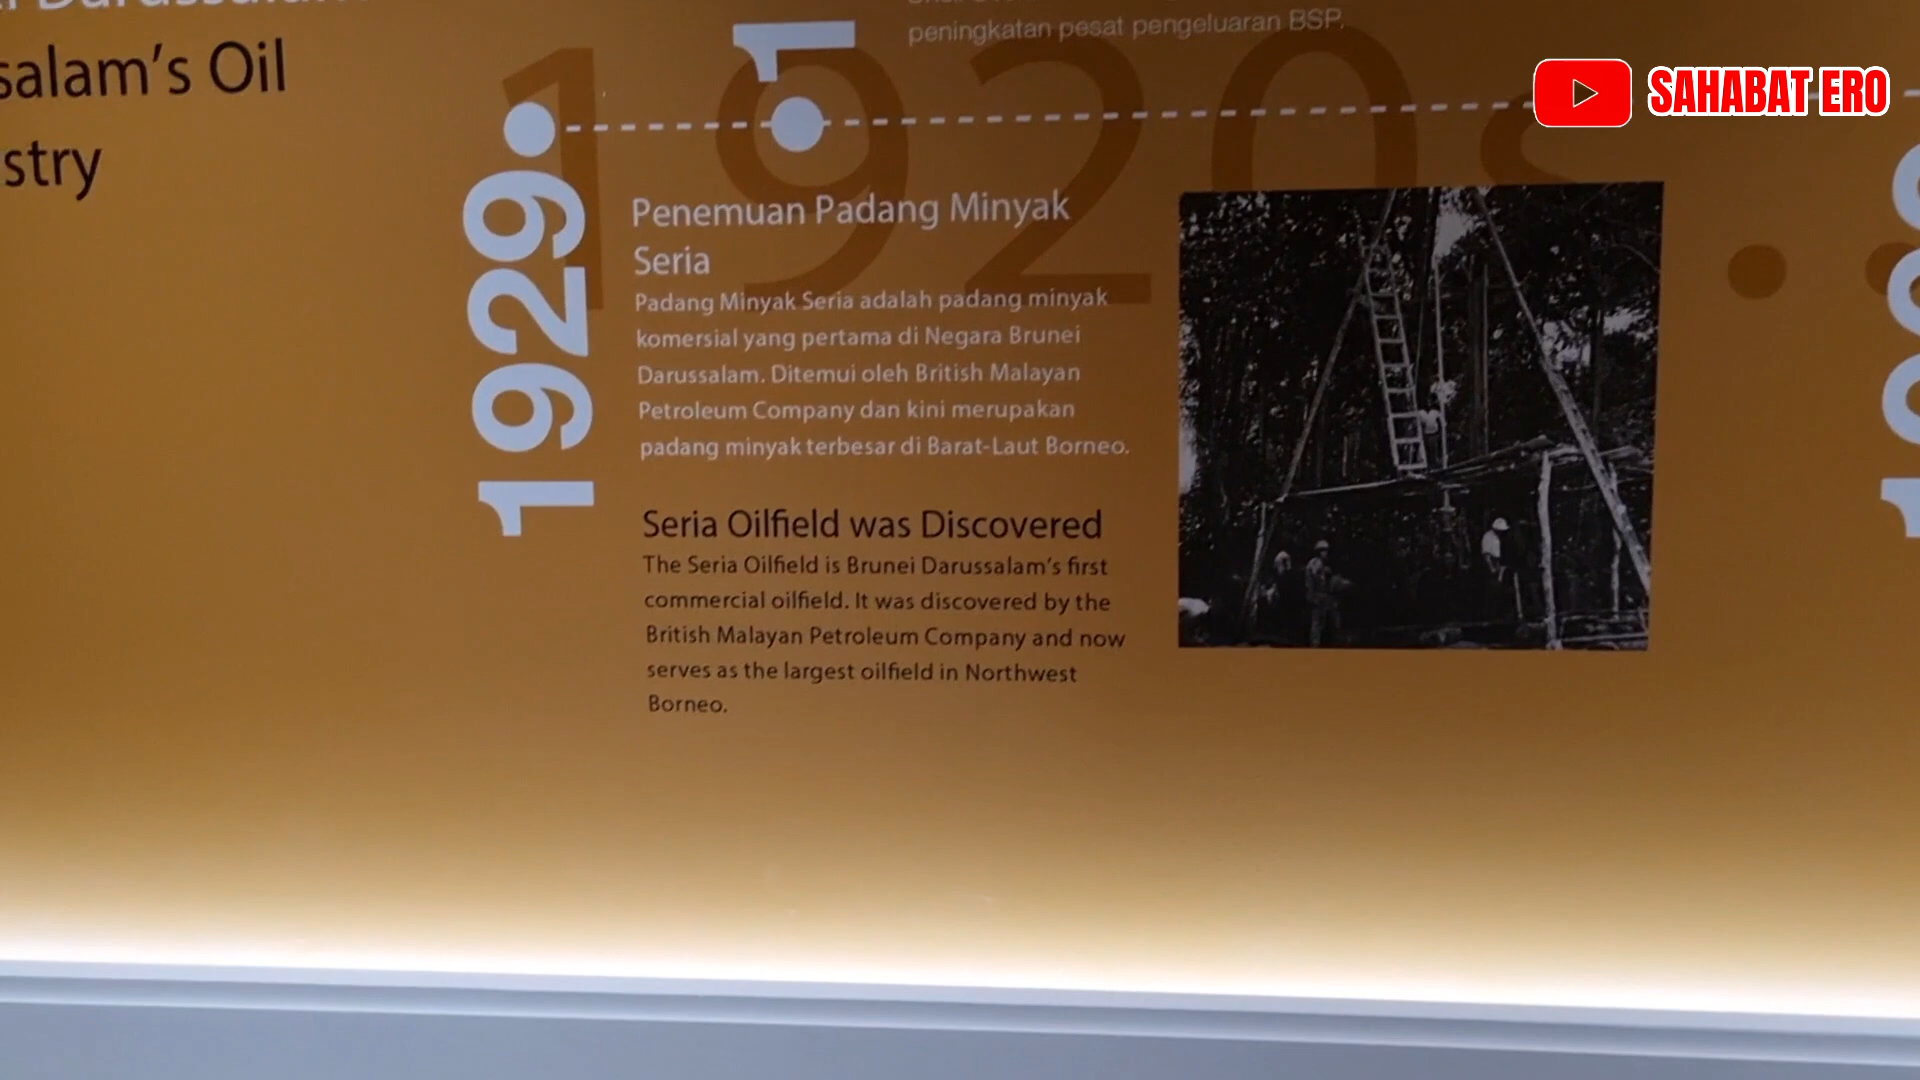 salam's Oil
stry
peningkatan pesat pengeluaran BSP.
1920s...
SAHABAT ERO
1929
Penemuan Padang Minyak
Seria
Padang Minyak Seria adalah padang minyak
komersial yang pertama di Negara Brunei
Darussalam. Ditemui oleh British Malayan
Petroleum Company dan kini merupakan
padang minyak terbesar di Barat-Laut Borneo.
Seria Oilfield was Discovered
The Seria Oilfield is Brunei Darussalam's first
commercial oilfield. It was discovered by the
British Malayan Petroleum Company and now
serves as the largest oilfield in Northwest
Borneo.